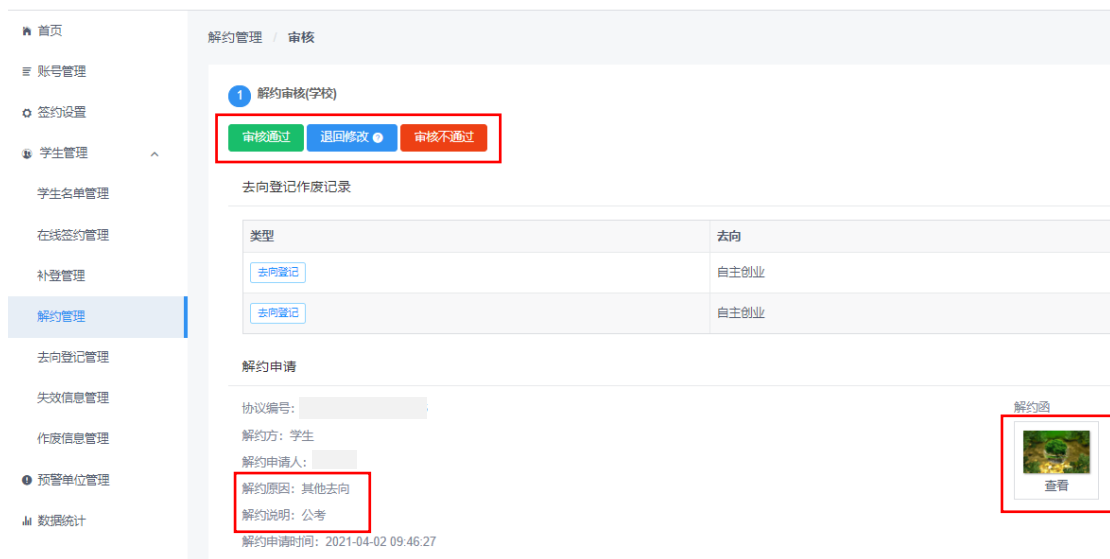 首页
账号管理
签约设置
学生管理
学生名单管理
在线签约管理
补登管理
解约管理
去向登记管理
失效信息管理
作废信息管理
预警单位管理
数据统计
解约管理 / 审核
1 解约审核(学校)
审核通过 退回修改 审核不通过
去向登记作废记录
类型 去向
去向登记 自主创业
去向登记 自主创业
解约申请
协议编号:
解约方: 学生
解约申请人:
解约原因: 其他去向
解约说明: 公考
解约申请时间: 2021-04-02 09:46:27
解约函
查看